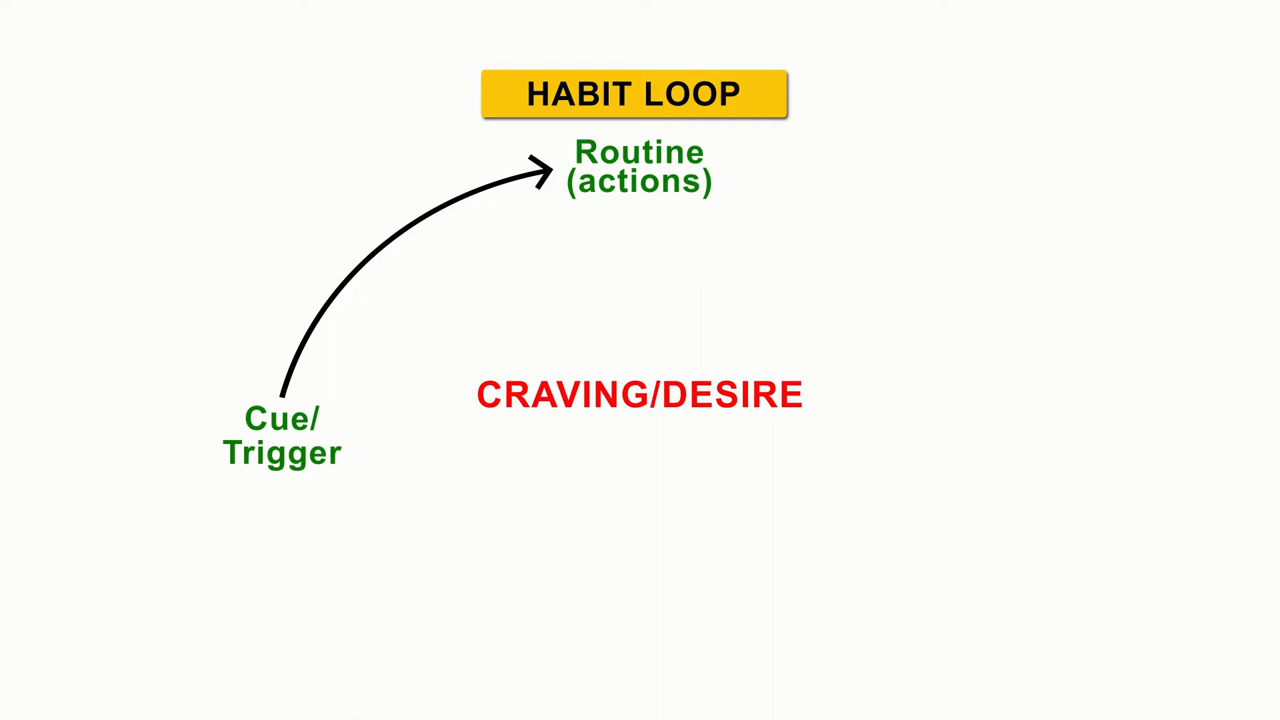 HABIT LOOP
Routine
(actions)
CRAVING/DESIRE
Cue/
Trigger